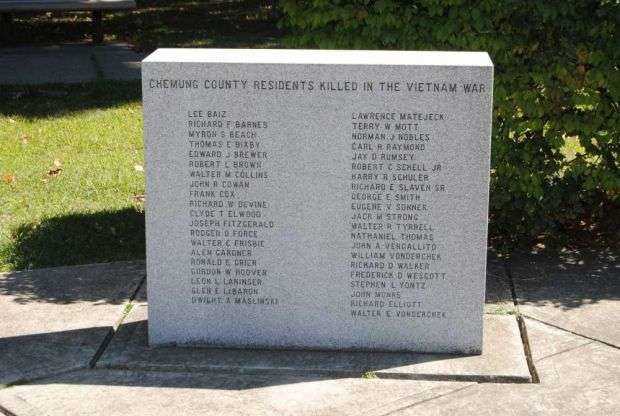 CHEMUNG COUNTY RESIDENTS KILLED IN THE VIETNAM WAR
LEE BAIZ
RICHARD F BARNES
MYRON S BEACH
THOMAS E BIXBY
EDWARD J BREWER
ROBERT L BROWN
WALTER M COLLINS
JOHN R COWAN
FRANK COX
RICHARD W DEVINE
CLYDE T ELWOOD
JOSEPH FITZGERALD
RODGER D FORCE
WALTER C FRISBIE
ALEN GARDNER
RONALD E GRIER
GORDON W HOOVER
LEON L LANINGER
GLEN E LEBARON
DWIGHT A MASLINSKI
LAWRENCE MATEJECK
TERRY W MOTT
NORMAN J NOBLES
CARL H RAYMOND
JAY D RUMSEY
ROBERT C SCHELL JR
HARRY R SCHULER
RICHARD E SLAVEN SR
GEORGE E SMITH
EUGENE V SONNER
JACK M STRONG
WALTER R TYRRELL
NATHANIEL THOMAS
JOHN A VERGALLITO
WILLIAM VONDERCHEK
RICHARD D WALKER
FREDERICK D WESCOTT
STEPHEN L YONTZ
JOHN
RICHARD ELLIOTT
WALTER E VONDERCHEK